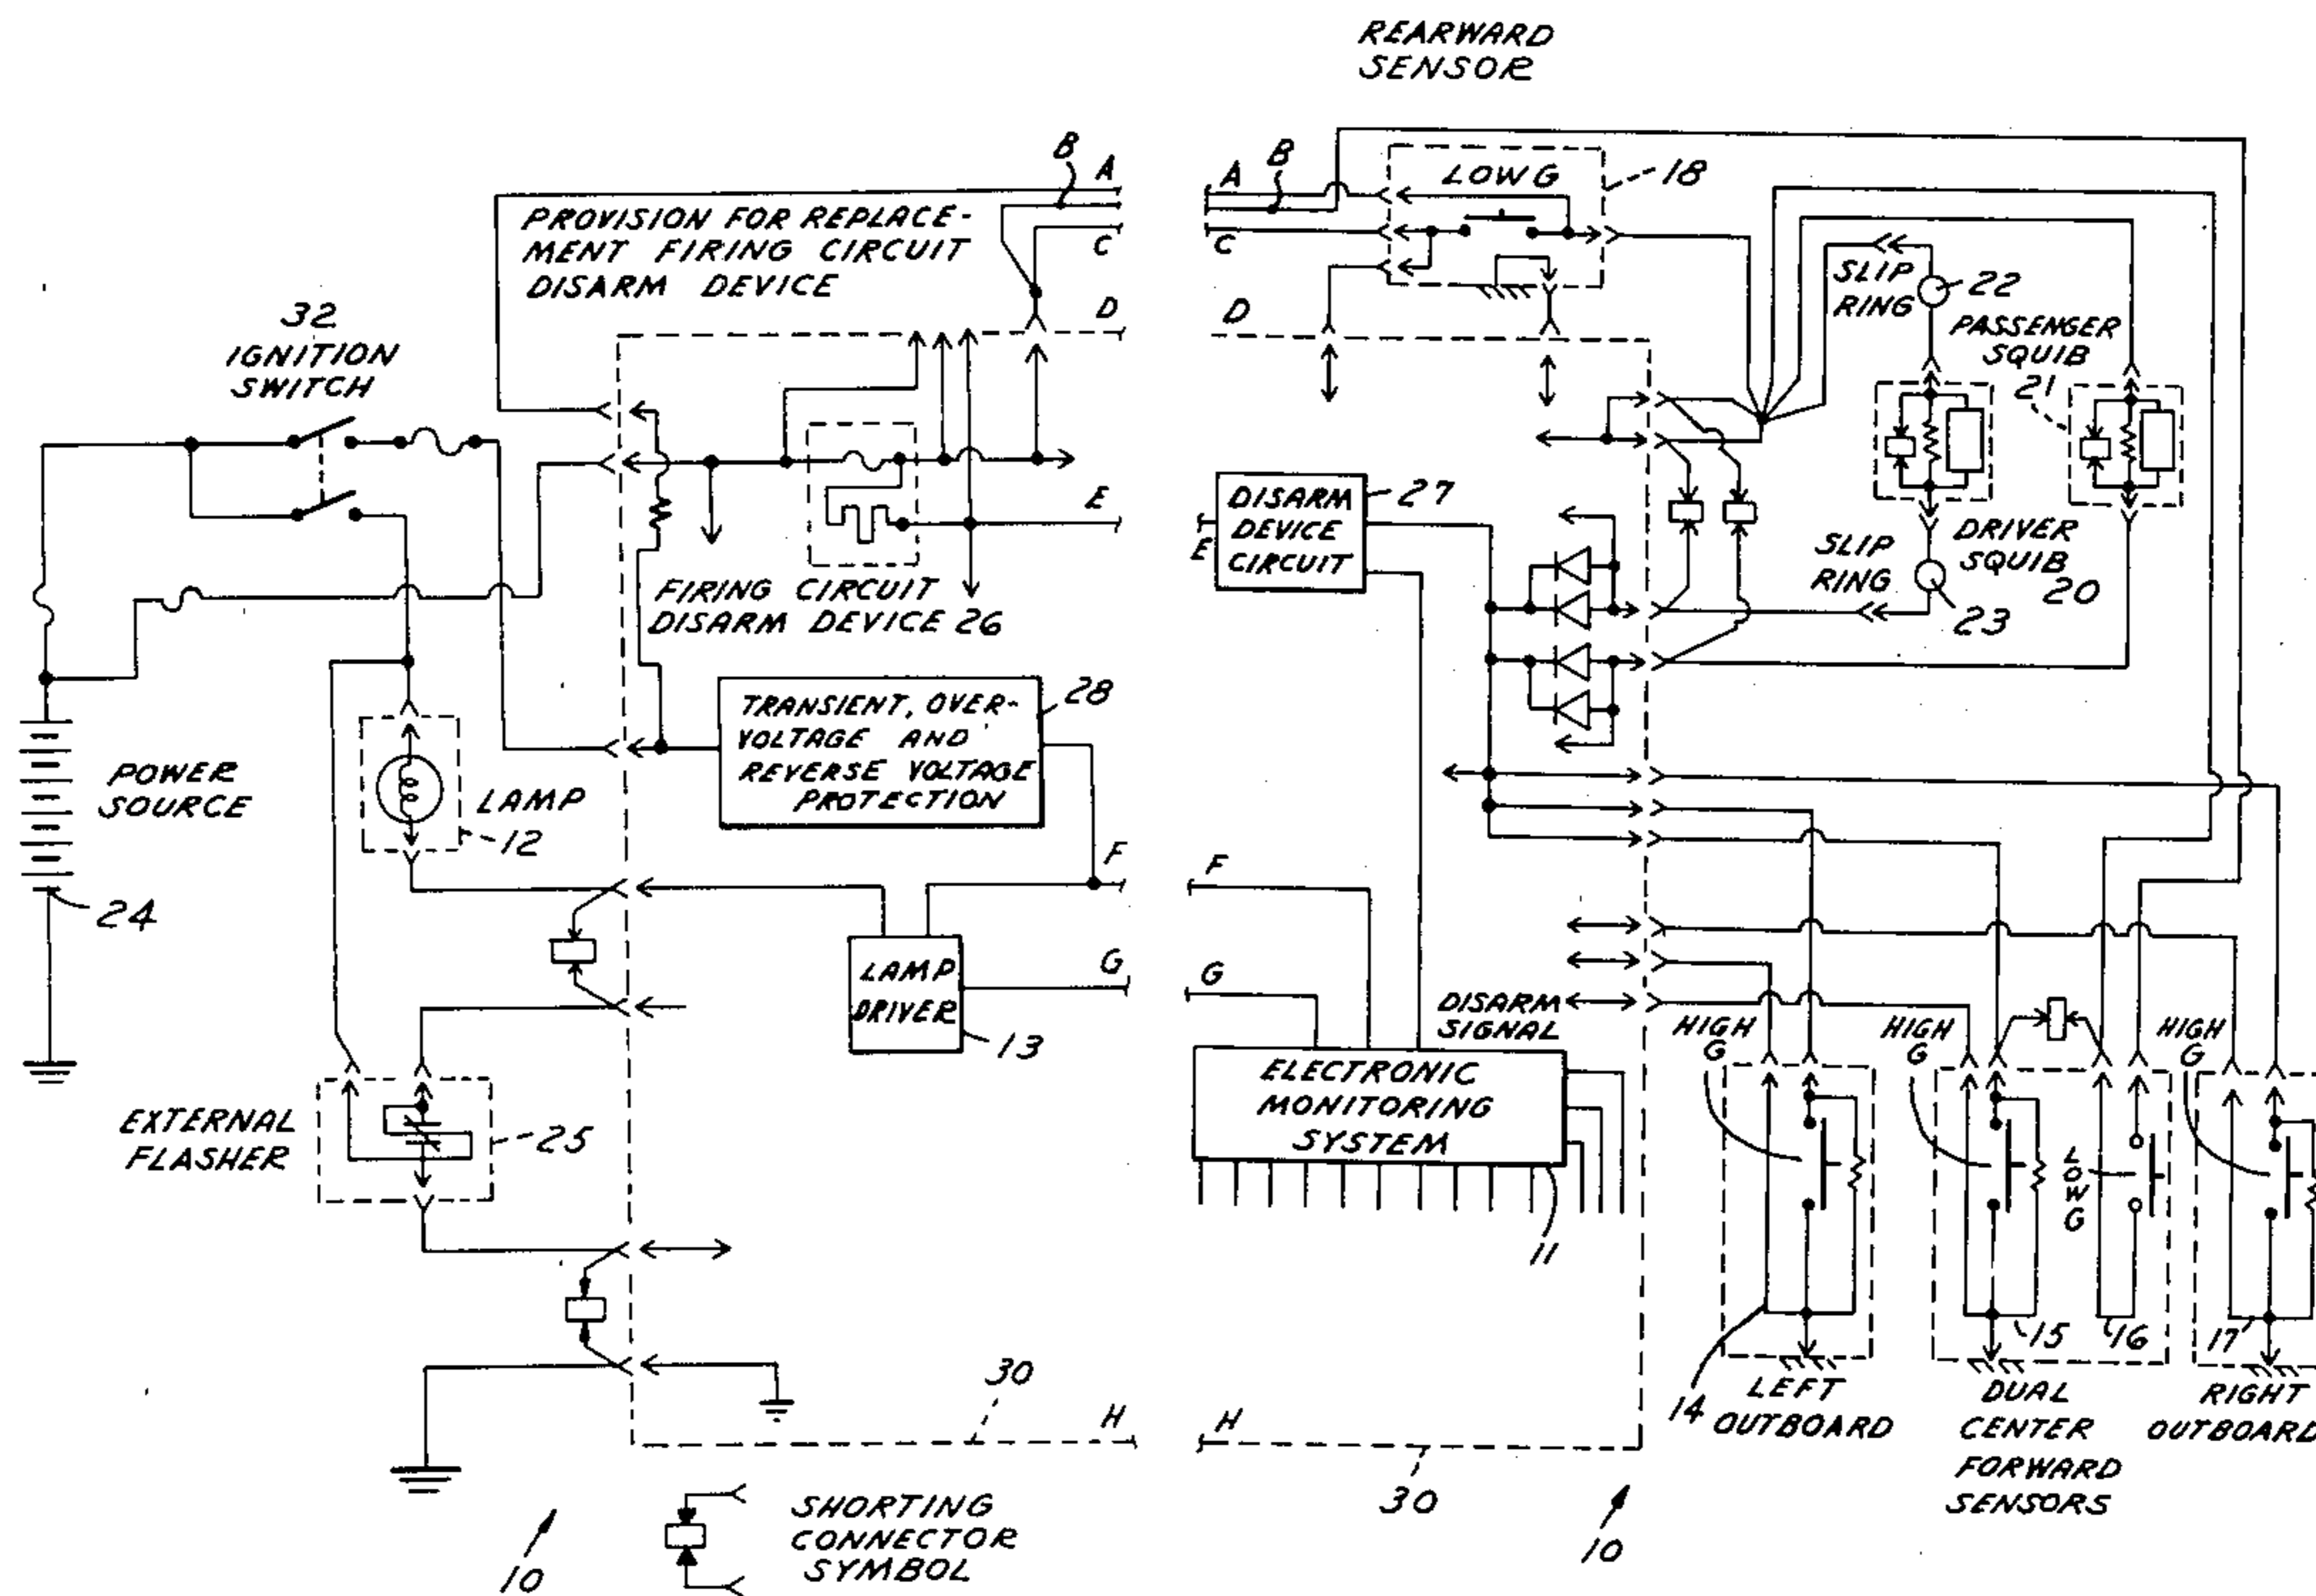 REARWARD
SENSOR
B
A
PROVISION FOR REPLACE-
MENT FIRING CIRCUIT
DISARM DEVICE
C
D
32
IGNITION
SWITCH
E
FIRING CIRCUIT
DISARM DEVICE 26
TRANSIENT, OVER-
VOLTAGE AND
REVERSE VOLTAGE
PROTECTION
28
POWER
SOURCE
24
LAMP
12
F
G
LAMP
DRIVER
13
EXTERNAL
FLASHER
25
30
H
10
SHORTING
CONNECTOR
SYMBOL
A
B
C
D
LOW G
18
SLIP
RING
22
PASSENGER
SQUIB
21
DISARM
DEVICE
CIRCUIT
27
E
SLIP
RING
DRIVER
SQUIB
20
23
F
G
DISARM
SIGNAL
ELECTRONIC
MONITORING
SYSTEM
11
HIGH
G
HIGH
G
LOW G
HIGH
G
14
15
16
17
LEFT
OUTBOARD
DUAL
CENTER
FORWARD
SENSORS
RIGHT
OUTBOARD
H
30
10